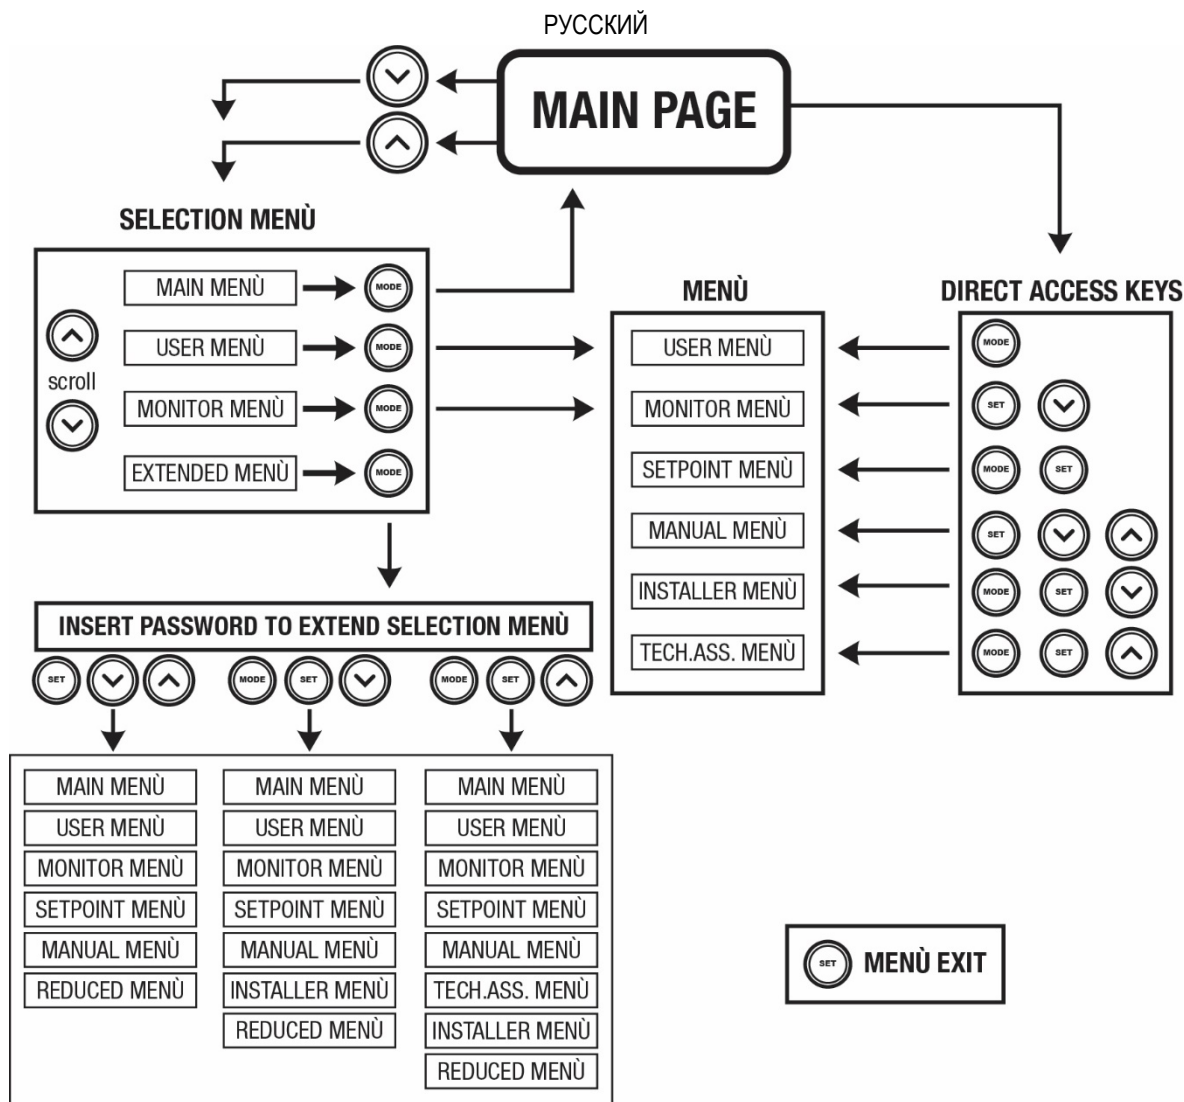 РУССКИЙ
MAIN PAGE
SELECTION MENÙ
MAIN MENÙ
MODE
USER MENÙ
MODE
scroll
MONITOR MENÙ
MODE
EXTENDED MENÙ
MODE
MENÙ
DIRECT ACCESS KEYS
USER MENÙ
MODE
MONITOR MENÙ
SET
SETPOINT MENÙ
MODE SET
MANUAL MENÙ
SET
INSTALLER MENÙ
MODE SET
TECH.ASS. MENÙ
MODE SET
INSERT PASSWORD TO EXTEND SELECTION MENÙ
SET
MODE SET
MODE SET
MAIN MENÙ
USER MENÙ
MONITOR MENÙ
SETPOINT MENÙ
MANUAL MENÙ
REDUCED MENÙ
MAIN MENÙ
USER MENÙ
MONITOR MENÙ
SETPOINT MENÙ
MANUAL MENÙ
INSTALLER MENÙ
REDUCED MENÙ
MAIN MENÙ
USER MENÙ
MONITOR MENÙ
SETPOINT MENÙ
MANUAL MENÙ
TECH.ASS. MENÙ
INSTALLER MENÙ
REDUCED MENÙ
SET MENÙ EXIT